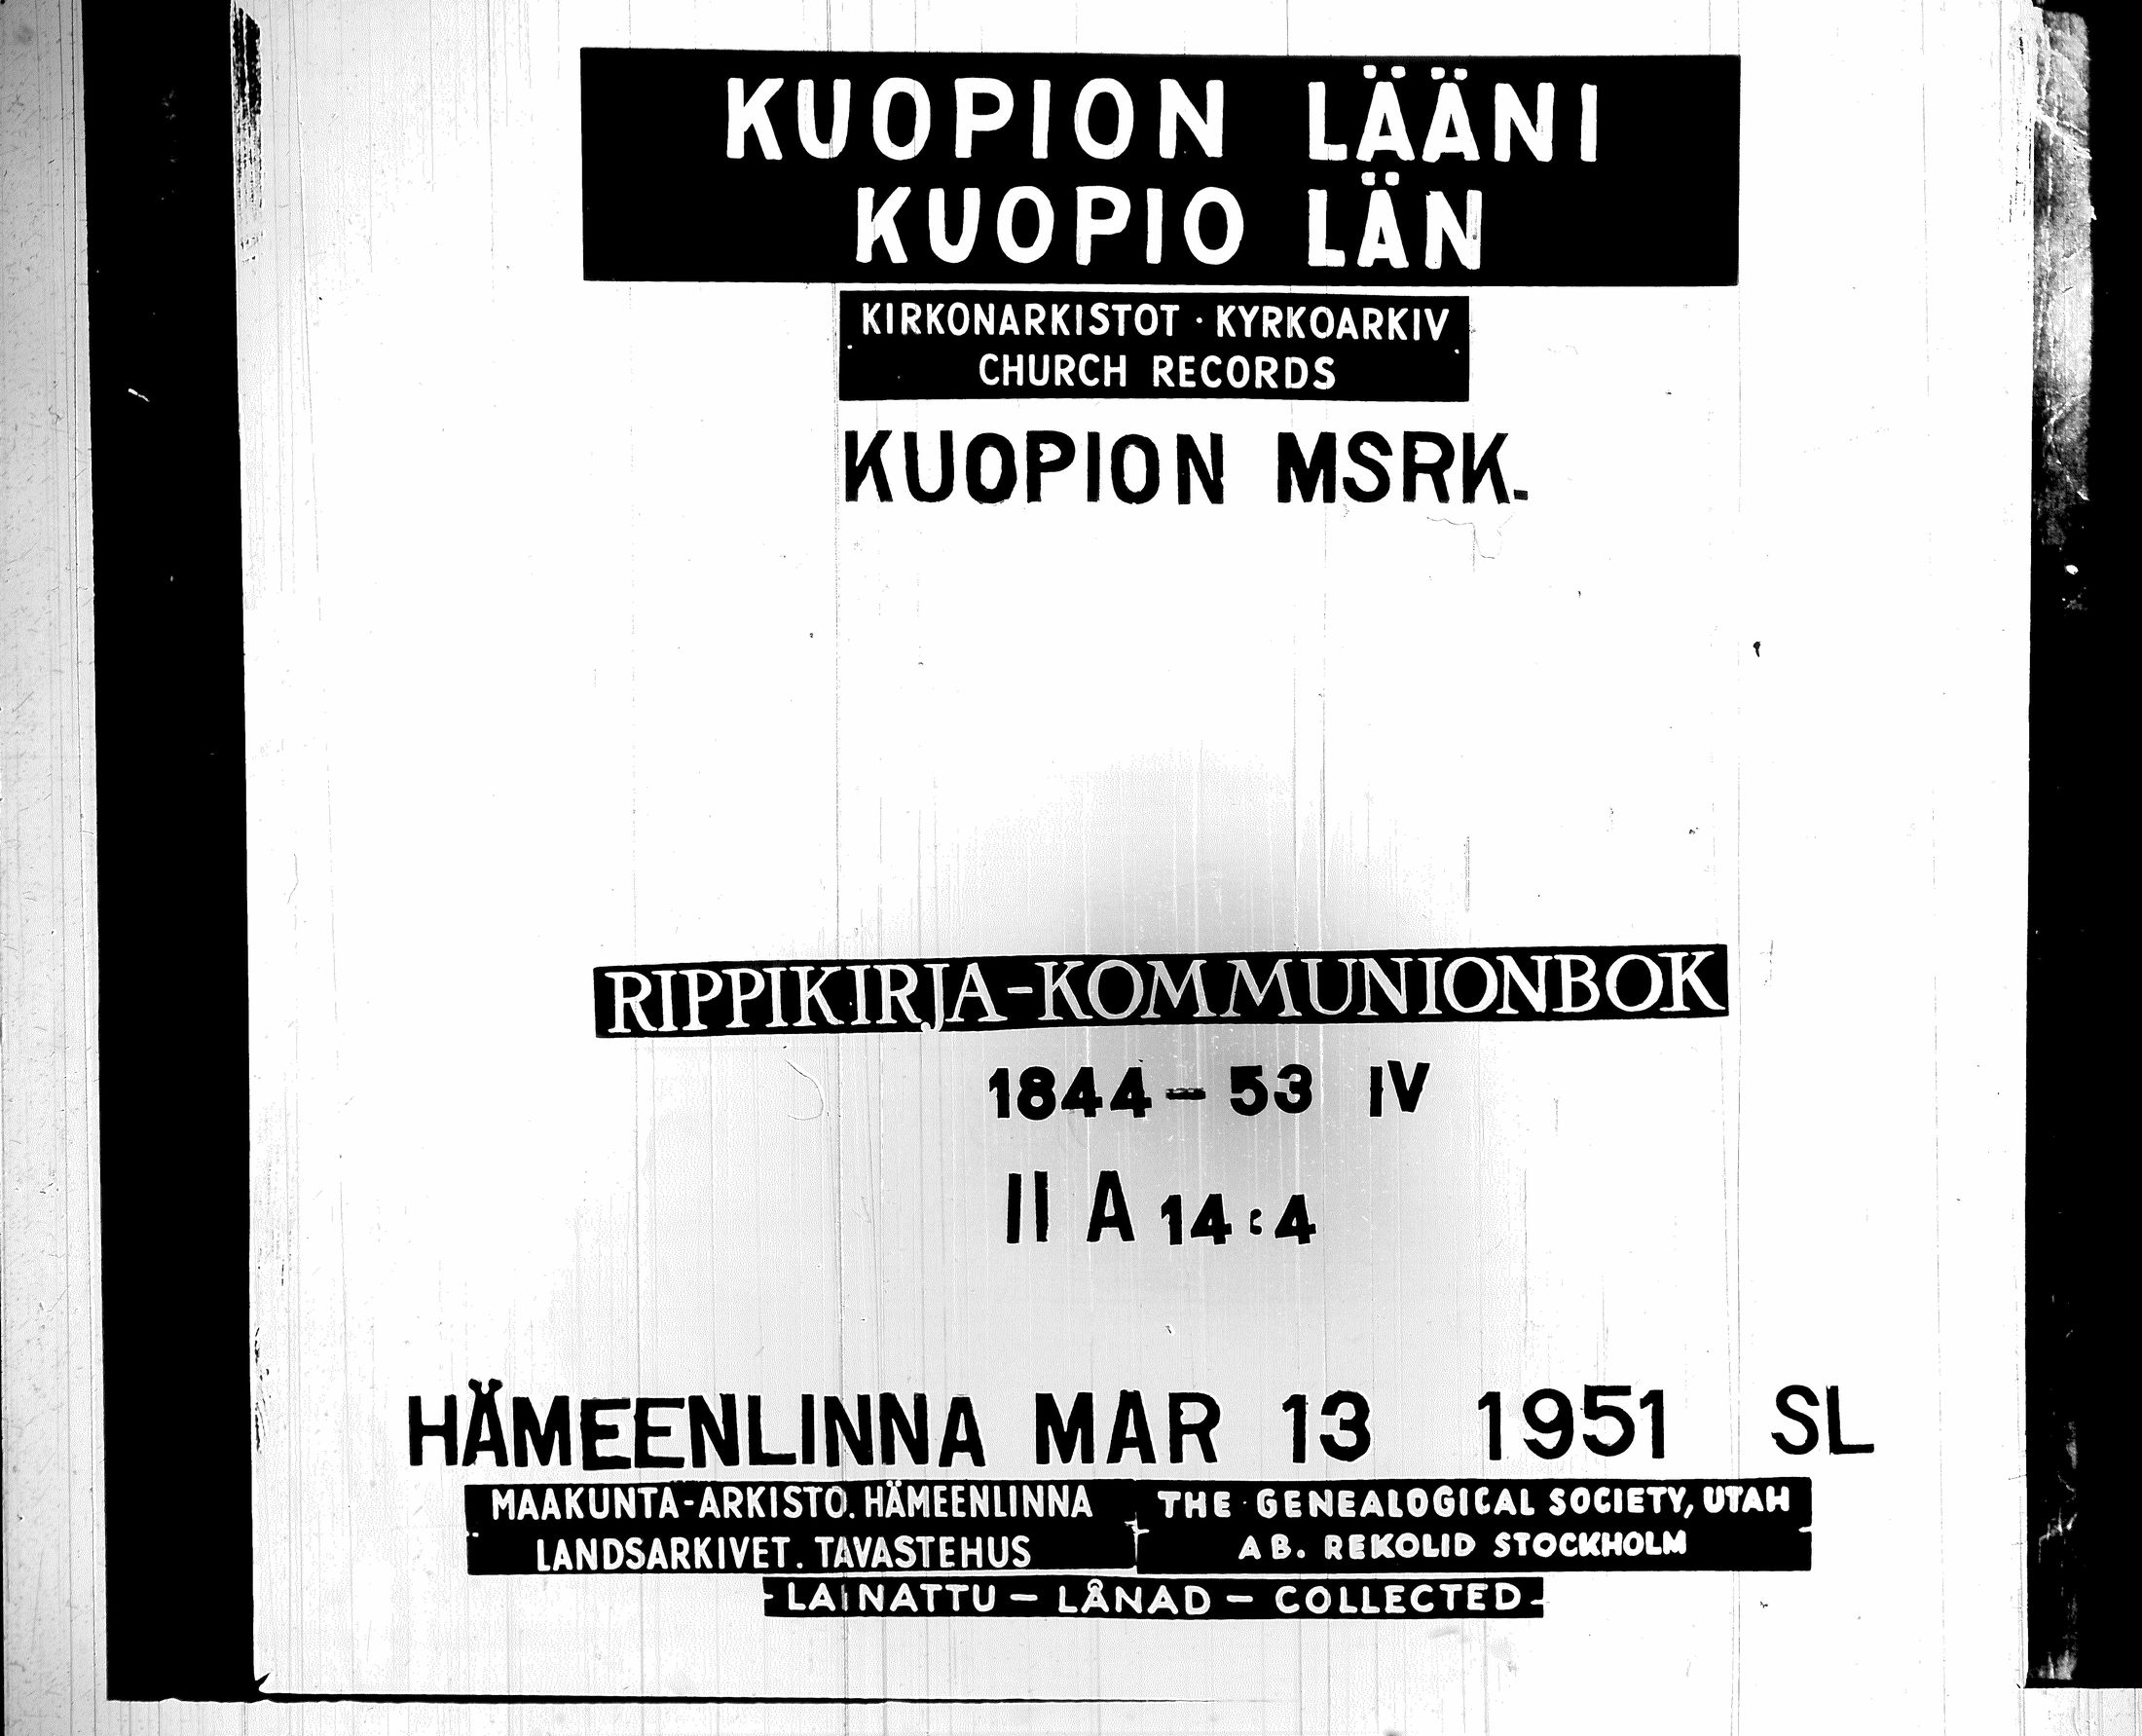 KUOPION LÄÄNI
KUOPIO LÄN
KIRKONARKISTOT · KYRKOARKIV
CHURCH RECORDS
KUOPION MSRK.
RIPPIKIRJA-KOMMUNIONBOK
1844-53 IV
II A 14:4
HÄMEENLINNA MAR 13 1951 SL
MAAKUNTA-ARKISTO. HÄMEENLINNA
LANDSARKIVET. TAVASTEHUS
THE GENEALOGICAL SOCIETY, UTAH
AB. REKOLID STOCKHOLM
LAINATTU - LÅNAD - COLLECTED